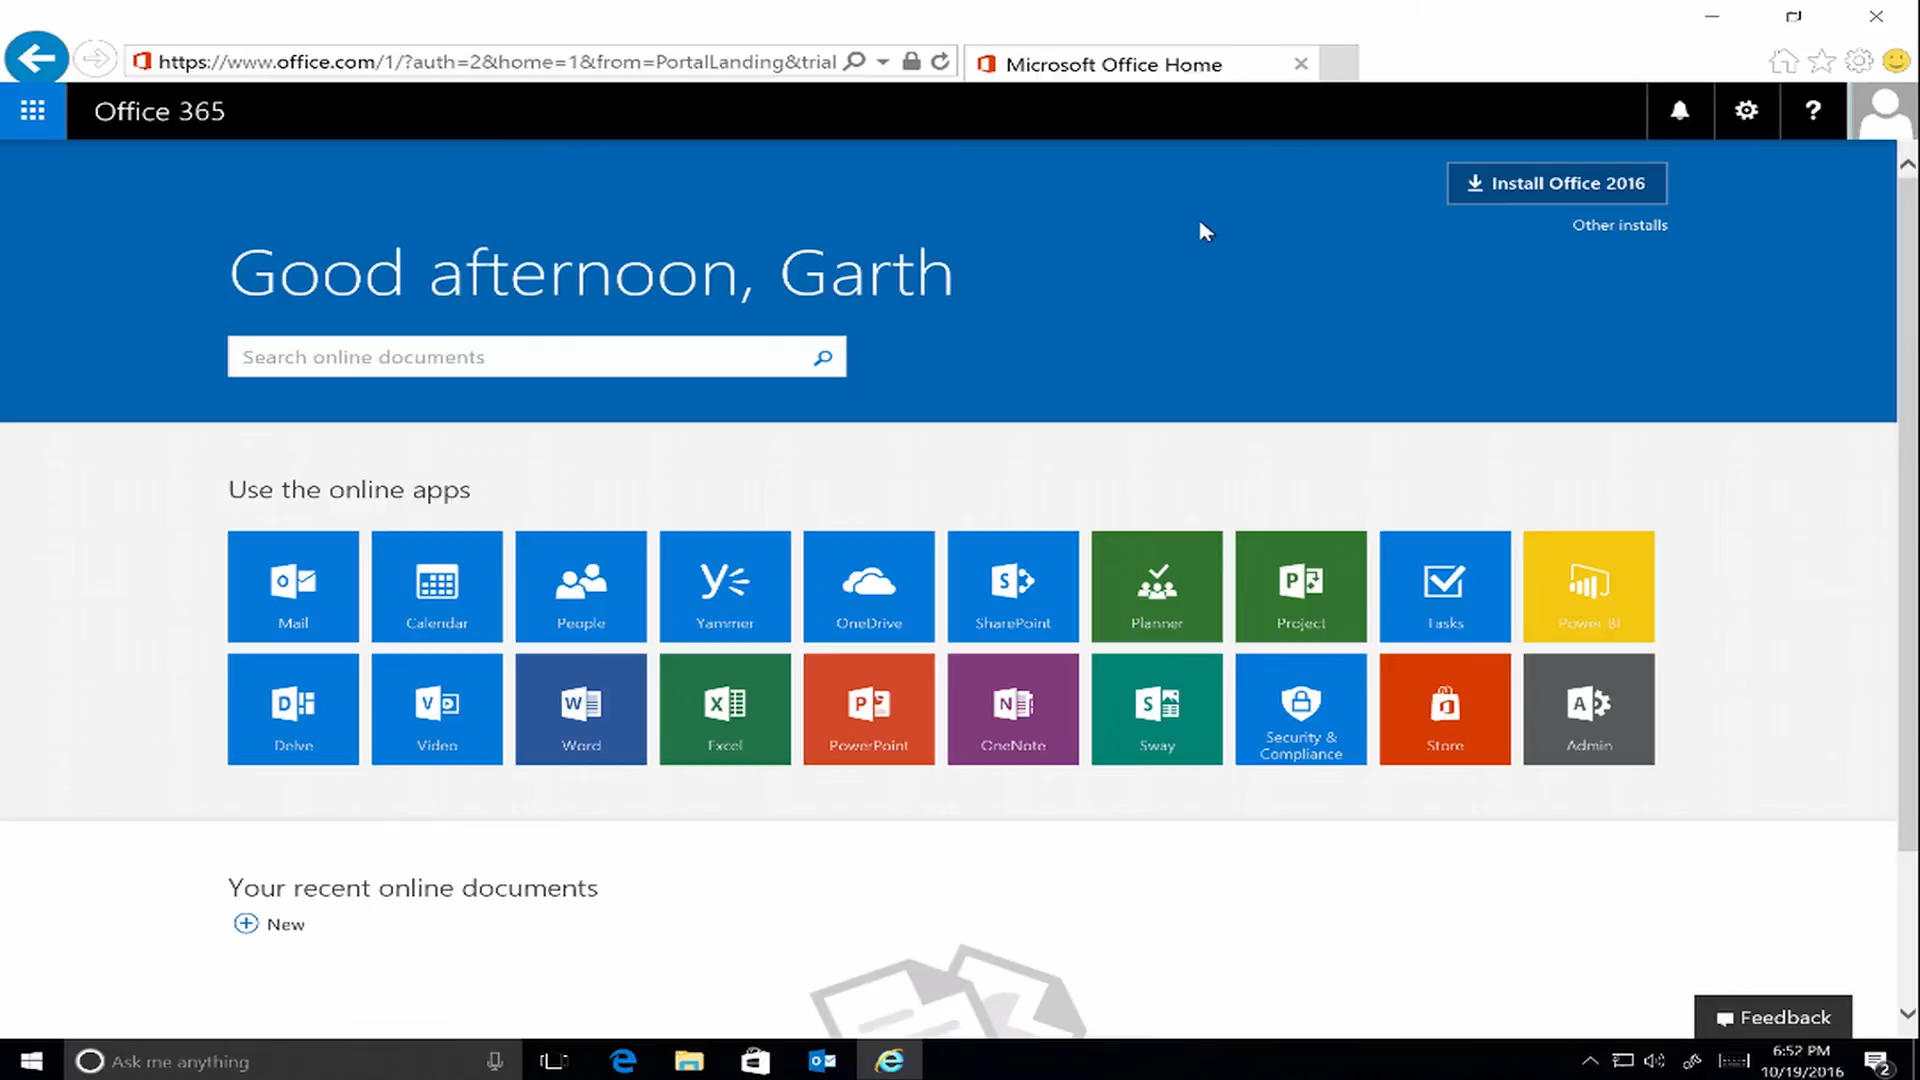 https://www.office.com/1/?auth=2&home=1&from=PortalLanding&trial
Microsoft Office Home
Office 365
?
Install Office 2016
Other installs
Good afternoon, Garth
Search online documents
Use the online apps
Mail
Calendar
People
Yammer
OneDrive
SharePoint
Planner
Project
Tasks
Power BI
Delve
Video
Word
Excel
PowerPoint
OneNote
Sway
Security &
Compliance
Store
Admin
Your recent online documents
New
Feedback
Ask me anything
6:52 PM
10/19/2016
2